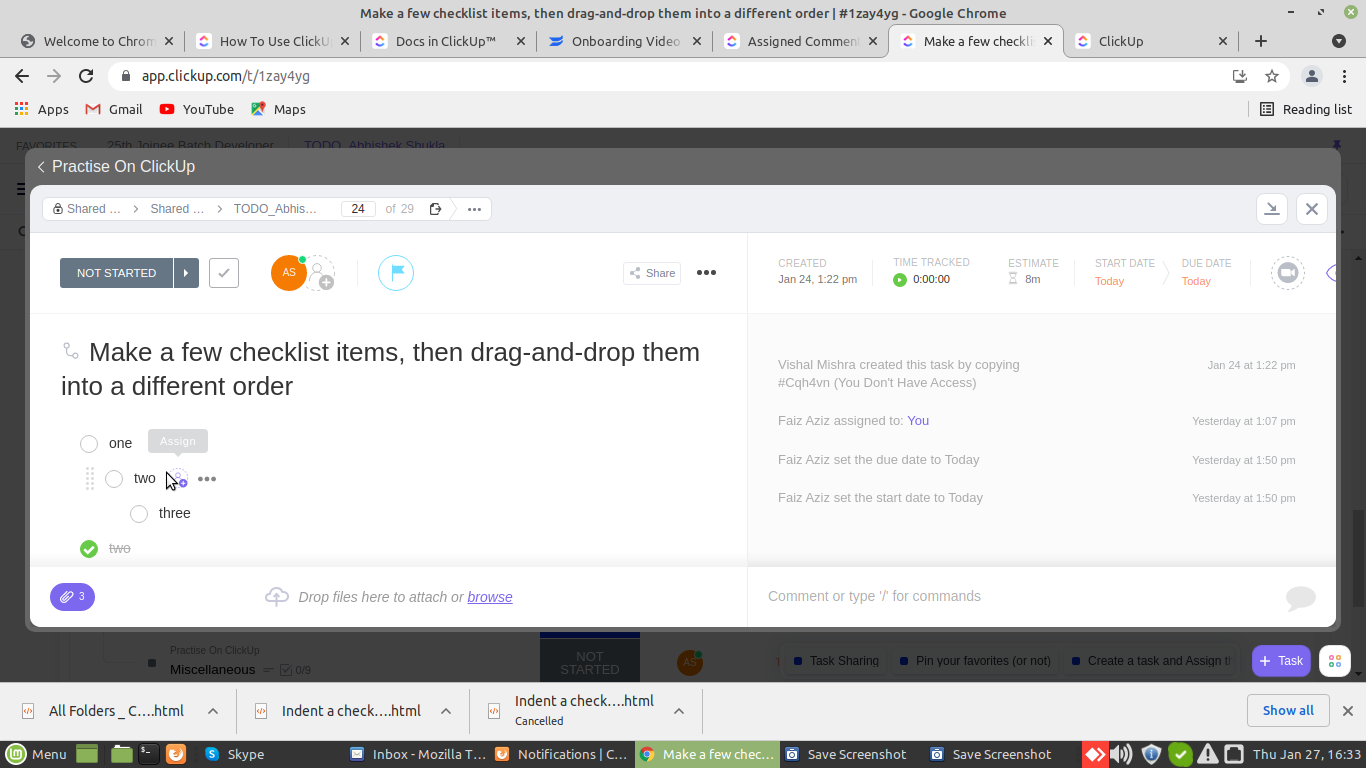 Make a few checklist items, then drag-and-drop them into a different order | #1zay4yg - Google Chrome
Welcome to Chrom
How To Use ClickU
Docs in ClickUp™
Onboarding Video
Assigned Commen
Make a few checkli
ClickUp
app.clickup.com/t/1zay4yg
Apps
Gmail
YouTube
Maps
Reading list
FAVORITES
25th Joinee Batch Developer
TODO_Abhishek Shukla
Practise On ClickUp
Shared ...
Shared ...
TODO_Abhis...
24
of 29
NOT STARTED
AS
Share
CREATED
Jan 24, 1:22 pm
TIME TRACKED
0:00:00
ESTIMATE
8m
START DATE
Today
DUE DATE
Today
Make a few checklist items, then drag-and-drop them
into a different order
one
Assign
two
three
two
Vishal Mishra created this task by copying
#Cqh4vn (You Don't Have Access)
Jan 24 at 1:22 pm
Faiz Aziz assigned to: You
Yesterday at 1:07 pm
Faiz Aziz set the due date to Today
Yesterday at 1:50 pm
Faiz Aziz set the start date to Today
Yesterday at 1:50 pm
3
Drop files here to attach or browse
Comment or type '/' for commands
Practise On ClickUp
Miscellaneous
0/9
NOT
STARTED
AS
Task Sharing
Pin your favorites (or not)
Create a task and Assign t
+ Task
All Folders _ C....html
Indent a check....html
Indent a check....html
Cancelled
Show all
Menu
Skype
Inbox - Mozilla T...
Notifications | C...
Make a few chec...
Save Screenshot
Save Screenshot
Thu Jan 27, 16:33